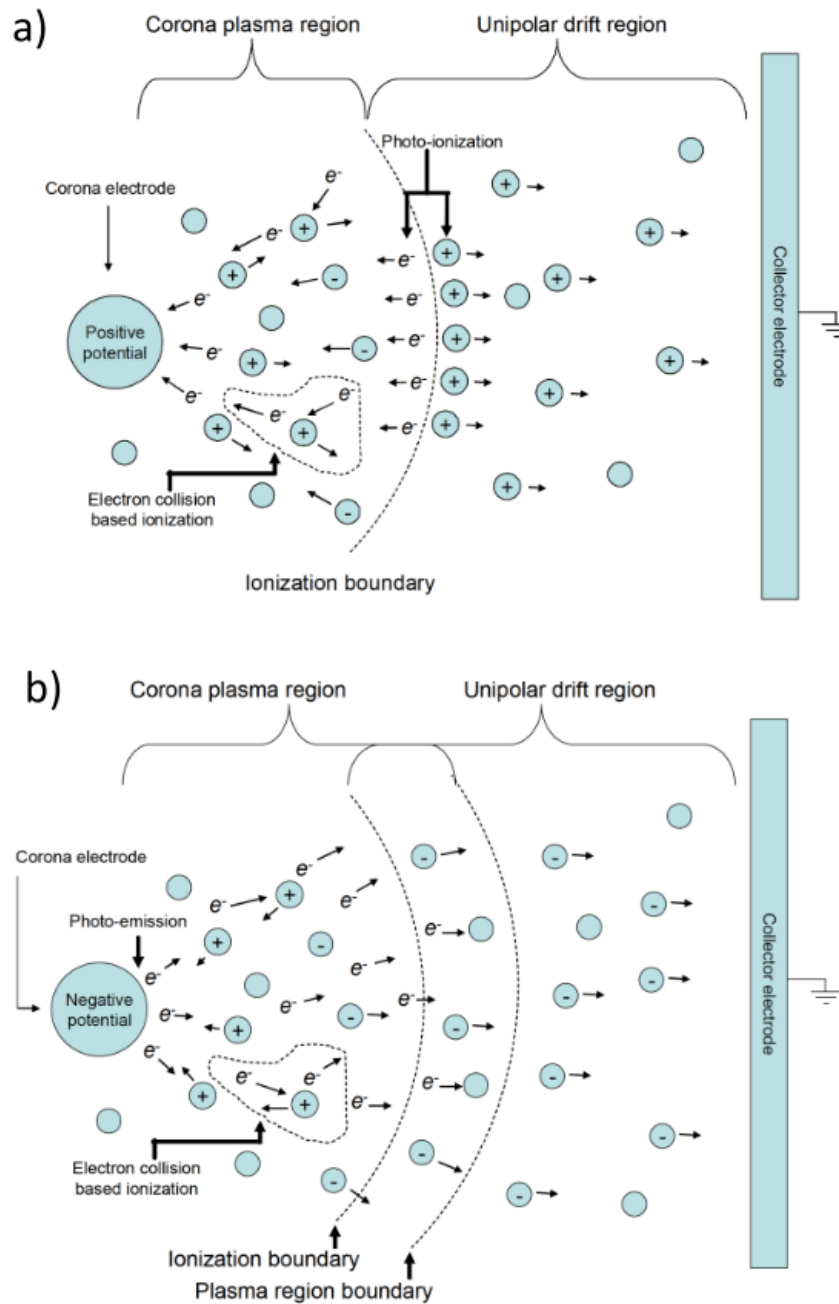 a)
Corona plasma region
Unipolar drift region
Photo-ionization
Corona electrode
e-
+
e-
+
+
+
+
e-
-
e-
+
+
e-
+
e-
Positive
potential
e-
+
-
e-
+
+
e-
e-
e-
+
+
e-
+
+
e-
+
Electron collision
based ionization
-
+
Ionization boundary
Collector electrode
b)
Corona plasma region
Unipolar drift region
Corona electrode
Photo-emission
e-
-
-
e-
+
e-
-
+
-
e-
-
e-
e-
-
Negative
potential
e-
e-
e-
-
+
-
-
e-
e-
e-
e-
-
+
+
e-
Electron collision
based ionization
-
-
-
-
Ionization boundary
Plasma region boundary
Collector electrode